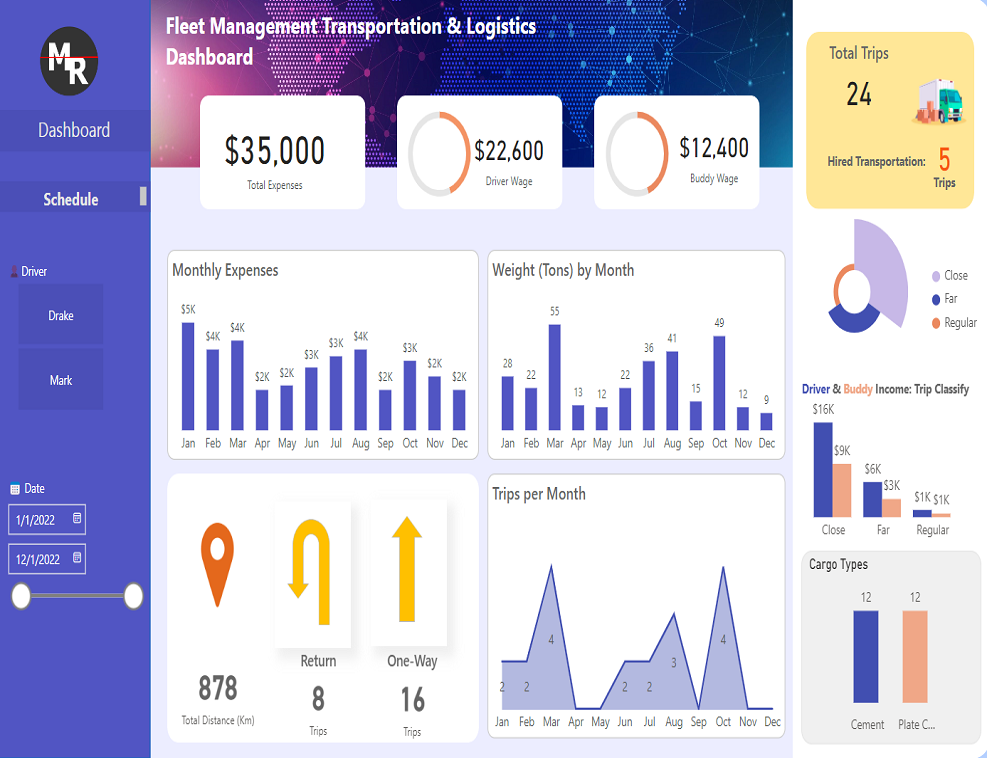 MR
Dashboard
Schedule
Driver
Drake
Mark
Date
1/1/2022
12/1/2022
Fleet Management Transportation & Logistics
Dashboard
$35,000
Total Expenses
$22,600
Driver Wage
$12,400
Buddy Wage
Monthly Expenses
$5K $4K $4K $2K $2K $3K $3K $4K $2K $3K $2K $2K
Jan Feb Mar Apr May Jun Jul Aug Sep Oct Nov Dec
Weight (Tons) by Month
28 22 55 13 12 22 36 41 15 49 12 9
Jan Feb Mar Apr May Jun Jul Aug Sep Oct Nov Dec
878
Total Distance (Km)
Return
8
Trips
One-Way
16
Trips
Trips per Month
2 2 4 2 2 3 4
Jan Feb Mar Apr May Jun Jul Aug Sep Oct Nov Dec
Total Trips
24
Hired Transportation: 5
Trips
Close
Far
Regular
Driver & Buddy Income: Trip Classify
$16K $9K $6K $3K $1K $1K
Close Far Regular
Cargo Types
12 12
Cement Plate C...